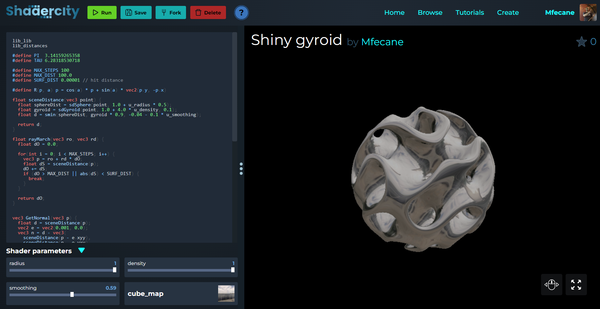 Shadercity
Run
Save
Fork
Delete
?
Home
Browse
Tutorials
Create
Mfecane
lib_lib
lib_distances
#define PI 3.14159265358
#define TAU 6.28318530718
#define MAX_STEPS 100
#define MAX_DIST 100.0
#define SURF_DIST 0.00001 // hit distance
#define R(p, a) p = cos(a) * p + sin(a) * vec2(p.y, -p.x)
float sceneDistance(vec3 point)
float sphereDist = sdSphere(point, 1.0 + u_radius * 0.5)
float gyroid = sdGyroid(point, 1.0 + 4.0 * u_density, 0.1)
float d = smin(sphereDist, gyroid * 0.9, -0.04 - 0.1 * u_smoothing)
return d
float rayMarch(vec3 ro, vec3 rd)
float dO = 0.0
for(int i = 0; i < MAX_STEPS; i++)
vec3 p = ro + rd * dO
float dS = sceneDistance(p)
dO += dS
if (dO > MAX_DIST || abs(dS) < SURF_DIST)
break
return dO
vec3 GetNormal(vec3 p)
float d = sceneDistance(p)
vec2 e = vec2(0.001, 0.0)
vec3 n = d - vec3
sceneDistance(p - e.xyy)
Shader parameters
radius 1
density 1
smoothing 0.59
cube_map
Shiny gyroid by Mfecane
0